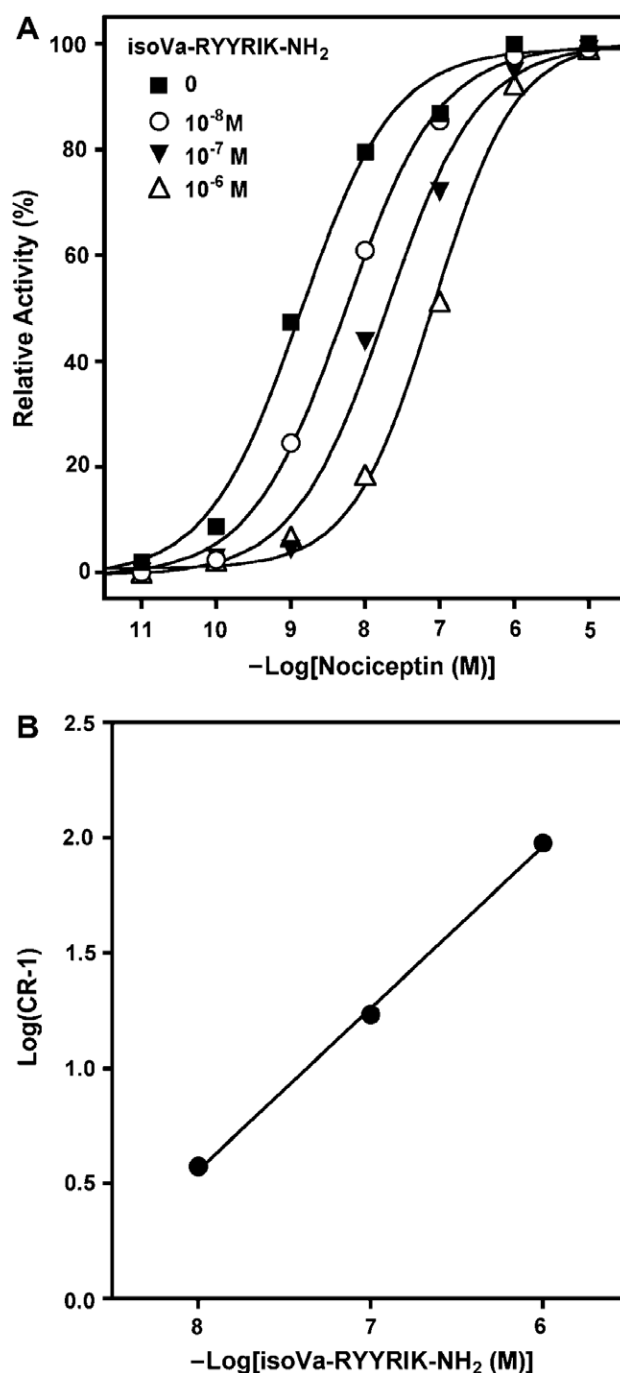 A
isoVa-RYYRIK-NH₂
0
10⁻⁸M
10⁻⁷ M
10⁻⁶ M
100
80
60
40
20
0
Relative Activity (%)
11 10 9 8 7 6 5
−Log[Nociceptin (M)]
B
2.5
2.0
1.5
1.0
0.5
0.0
Log(CR-1)
8 7 6
−Log[isoVa-RYYRIK-NH₂ (M)]